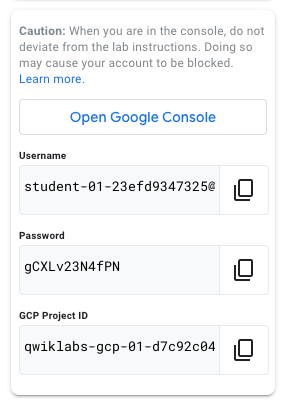 Caution: When you are in the console, do not
deviate from the lab instructions. Doing so
may cause your account to be blocked.
Learn more.
Open Google Console
Username
student-01-23efd9347325@
Password
gCXLv23N4fPN
GCP Project ID
qwiklabs-gcp-01-d7c92c04